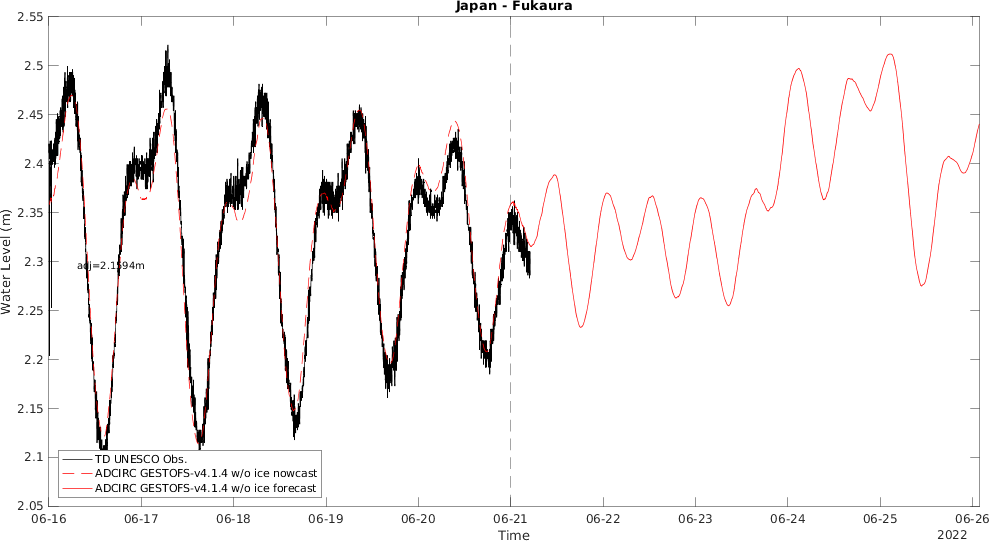 Japan - Fukaura
2.55
2.5
2.45
2.4
2.35
2.3
2.25
2.2
2.15
2.1
2.05
Water Level (m)
adj=2.1594m
TD UNESCO Obs.
ADCIRC GESTOFS-v4.1.4 w/o ice nowcast
ADCIRC GESTOFS-v4.1.4 w/o ice forecast
06-16 06-17 06-18 06-19 06-20 06-21 06-22 06-23 06-24 06-25 06-26
Time
2022